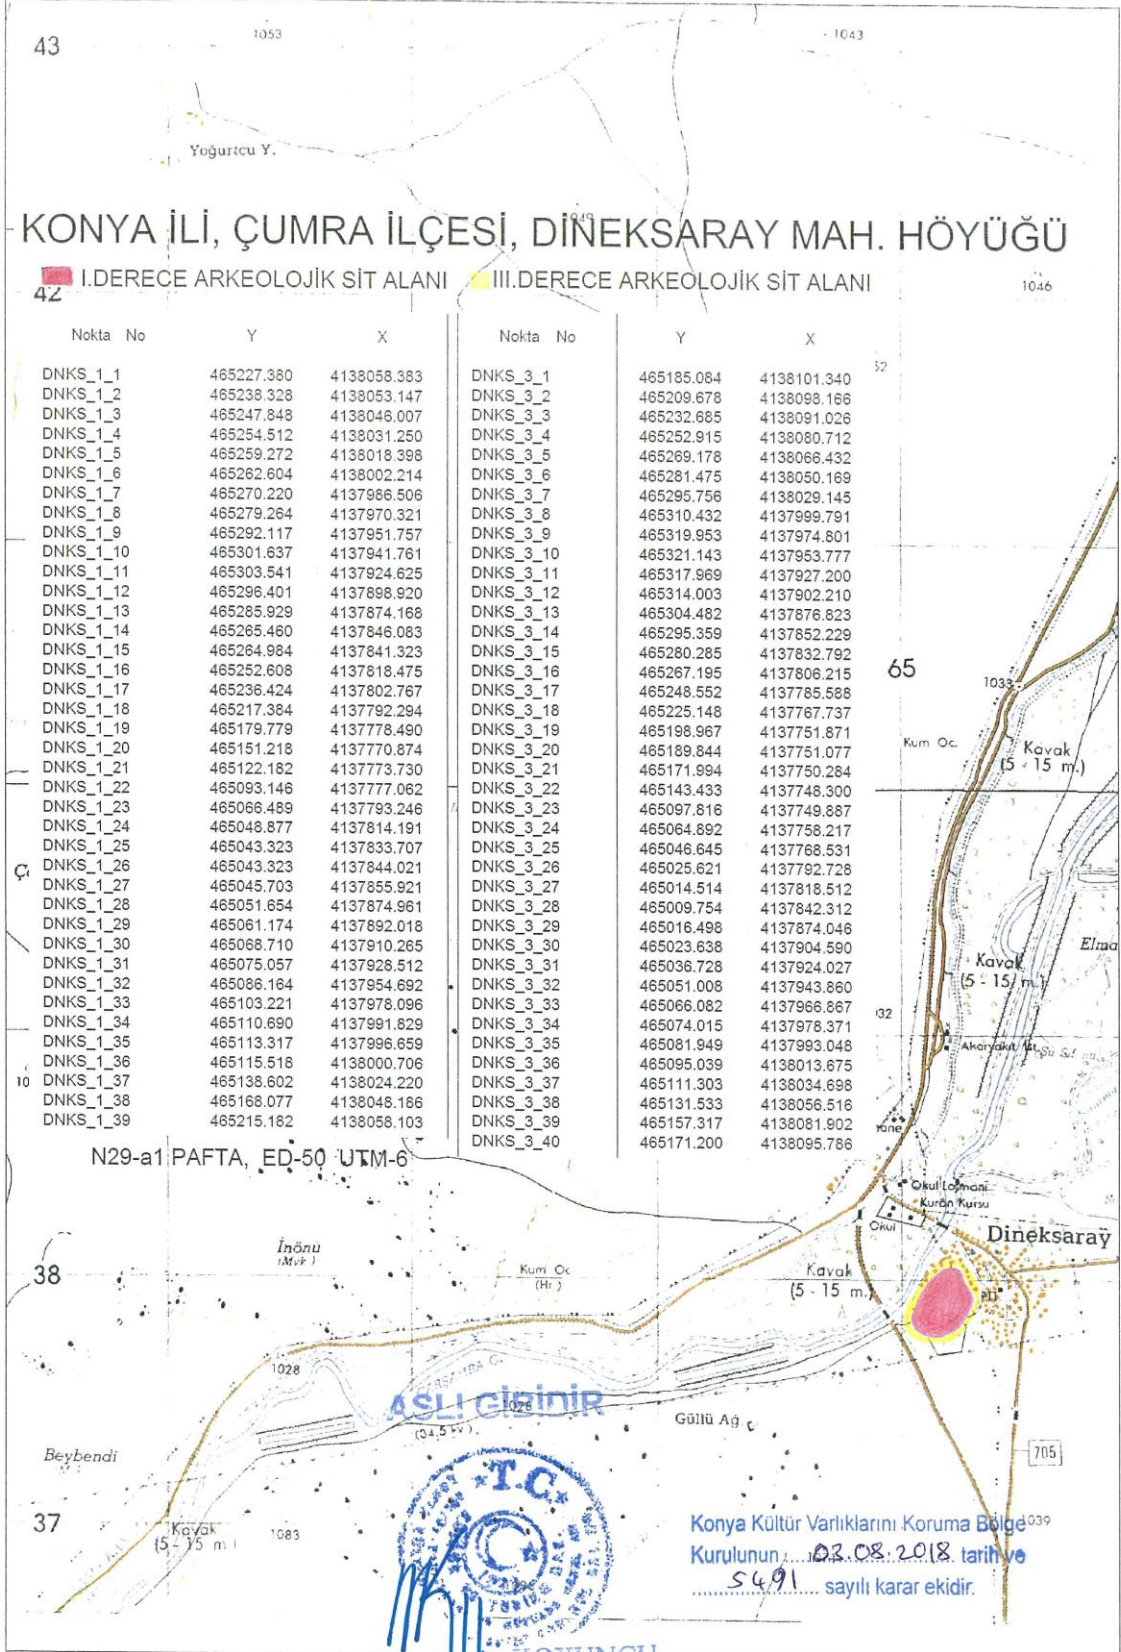 43
1053
1043
Yoğurtcu Y.
1049
KONYA İLİ, ÇUMRA İLÇESİ, DİNEKSARAY MAH. HÖYÜĞÜ
I.DERECE ARKEOLOJİK SİT ALANI III.DERECE ARKEOLOJİK SİT ALANI
42
1046
Nokta No Y X Nokta No Y X
DNKS_1_1 465227.380 4138058.383 DNKS_3_1 465185.084 4138101.340
DNKS_1_2 465238.328 4138053.147 DNKS_3_2 465209.678 4138098.166
DNKS_1_3 465247.848 4138046.007 DNKS_3_3 465232.685 4138091.026
DNKS_1_4 465254.512 4138031.250 DNKS_3_4 465252.915 4138080.712
DNKS_1_5 465259.272 4138018.398 DNKS_3_5 465269.178 4138066.432
DNKS_1_6 465262.604 4138002.214 DNKS_3_6 465281.475 4138050.169
DNKS_1_7 465270.220 4137986.506 DNKS_3_7 465295.756 4138029.145
DNKS_1_8 465279.264 4137970.321 DNKS_3_8 465310.432 4137999.791
DNKS_1_9 465292.117 4137951.757 DNKS_3_9 465319.953 4137974.801
DNKS_1_10 465301.637 4137941.761 DNKS_3_10 465321.143 4137953.777
DNKS_1_11 465303.541 4137924.625 DNKS_3_11 465317.969 4137927.200
DNKS_1_12 465296.401 4137898.920 DNKS_3_12 465314.003 4137902.210
DNKS_1_13 465285.929 4137874.168 DNKS_3_13 465304.482 4137876.823
DNKS_1_14 465265.460 4137846.083 DNKS_3_14 465295.359 4137852.229
DNKS_1_15 465264.984 4137841.323 DNKS_3_15 465280.285 4137832.792
DNKS_1_16 465252.608 4137818.475 DNKS_3_16 465267.195 4137806.215
DNKS_1_17 465236.424 4137802.767 DNKS_3_17 465248.552 4137785.588
DNKS_1_18 465217.384 4137792.294 DNKS_3_18 465225.148 4137767.737
DNKS_1_19 465179.779 4137778.490 DNKS_3_19 465198.967 4137751.871
DNKS_1_20 465151.218 4137770.874 DNKS_3_20 465189.844 4137751.077
DNKS_1_21 465122.182 4137773.730 DNKS_3_21 465171.994 4137750.284
DNKS_1_22 465093.146 4137777.062 DNKS_3_22 465143.433 4137748.300
DNKS_1_23 465066.489 4137793.246 DNKS_3_23 465097.816 4137749.887
DNKS_1_24 465048.877 4137814.191 DNKS_3_24 465064.892 4137758.217
DNKS_1_25 465043.323 4137833.707 DNKS_3_25 465046.645 4137768.531
DNKS_1_26 465043.323 4137844.021 DNKS_3_26 465025.621 4137792.728
DNKS_1_27 465045.703 4137855.921 DNKS_3_27 465014.514 4137818.512
DNKS_1_28 465051.654 4137874.961 DNKS_3_28 465009.754 4137842.312
DNKS_1_29 465061.174 4137892.018 DNKS_3_29 465016.498 4137874.046
DNKS_1_30 465068.710 4137910.265 DNKS_3_30 465023.638 4137904.590
DNKS_1_31 465075.057 4137928.512 DNKS_3_31 465036.728 4137924.027
DNKS_1_32 465086.164 4137954.692 DNKS_3_32 465051.008 4137943.860
DNKS_1_33 465103.221 4137978.096 DNKS_3_33 465066.082 4137966.867
DNKS_1_34 465110.690 4137991.829 DNKS_3_34 465074.015 4137978.371
DNKS_1_35 465113.317 4137996.659 DNKS_3_35 465081.949 4137993.048
DNKS_1_36 465115.518 4138000.706 DNKS_3_36 465095.039 4138013.675
DNKS_1_37 465138.602 4138024.220 DNKS_3_37 465111.303 4138034.698
DNKS_1_38 465168.077 4138048.186 DNKS_3_38 465131.533 4138056.516
DNKS_1_39 465215.182 4138058.103 DNKS_3_39 465157.317 4138081.902
DNKS_3_40 465171.200 4138095.786
52
65
1033
Kum Oc.
Kavak
(5 - 15 m.)
Elma
Kavak
(5 - 15 m.)
032
Akaryakıt İst.
10
N29-a1 PAFTA, ED-50 UTM-6
Okul Lojmanı
Kuran Kursu
Okul
Dineksaray
İnönü
(Mvk.)
38
Kum Oc
(Hr.)
Kavak
(5 - 15 m.)
1028
ASLI GİBİDİR
(34.5 kv)
Güllü Ağ.
Beybendi
705
37
Kavak
(5 - 15 m.)
1083
T.C.
1039
Konya Kültür Varlıklarını Koruma Bölge
Kurulunun 03.08.2018 tarih ve
5491 sayılı karar ekidir.